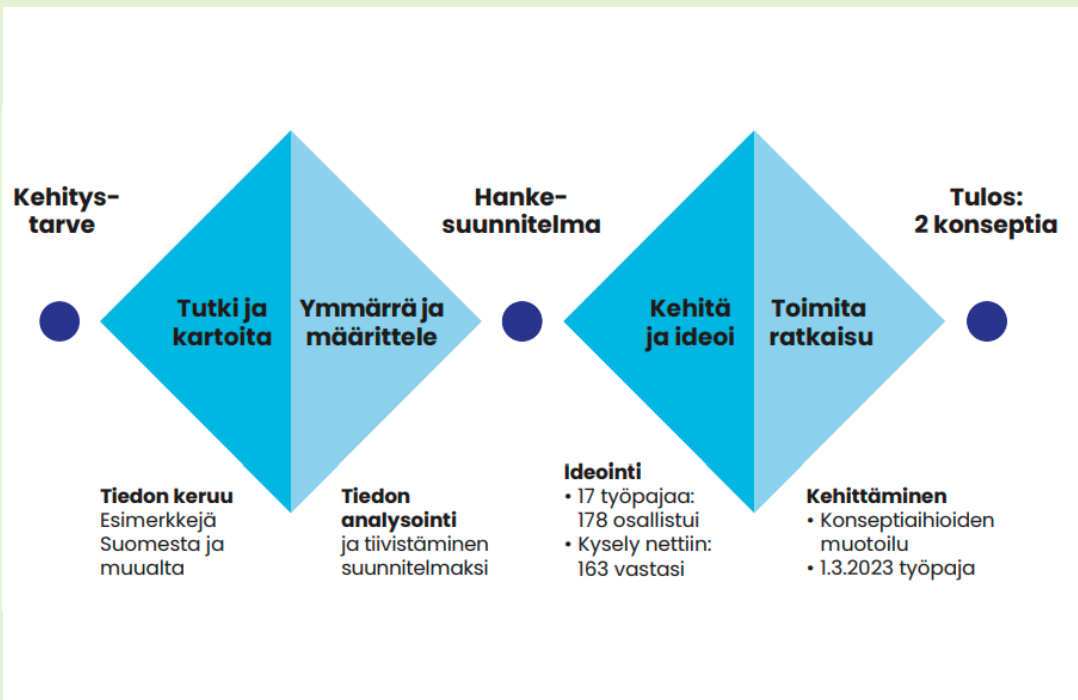 Kehitys-
tarve
Tutki ja
kartoita
Ymmärrä ja
määrittele
Hanke-
suunnitelma
Kehitä
ja ideoi
Toimita
ratkaisu
Tulos:
2 konseptia
Tiedon keruu
Esimerkkejä
Suomesta ja
muualta
Tiedon
analysointi
ja tiivistäminen
suunnitelmaksi
Ideointi
• 17 työpajaa:
178 osallistui
• Kysely nettiin:
163 vastasi
Kehittäminen
• Konseptiaihioiden
muotoilu
• 1.3.2023 työpaja